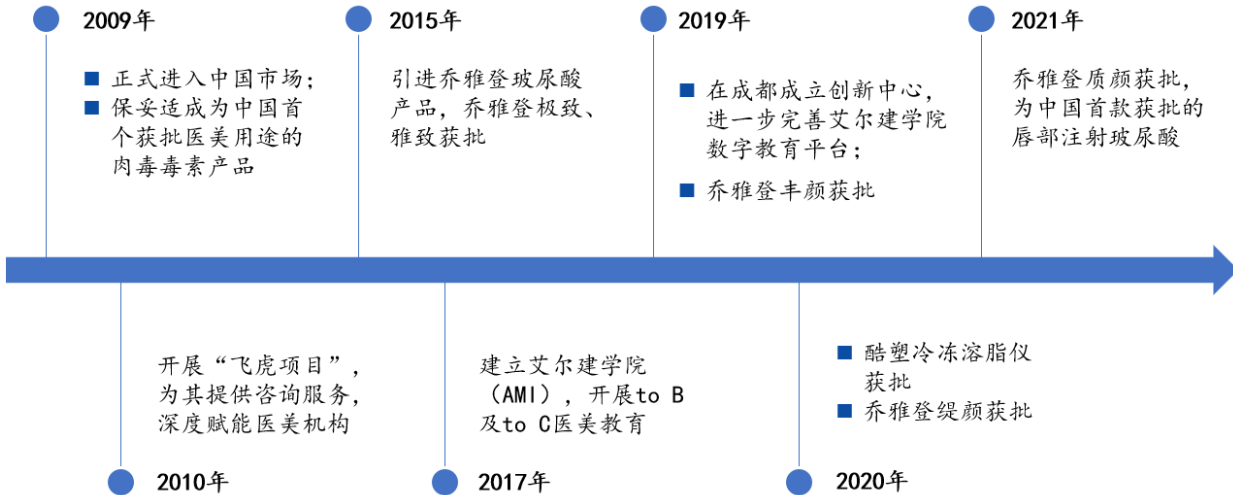 2009年
正式进入中国市场；
保妥适成为中国首
个获批医美用途的
肉毒毒素产品
2015年
引进乔雅登玻尿酸
产品，乔雅登极致、
雅致获批
2019年
在成都成立创新中心，
进一步完善艾尔建学院
数字教育平台；
乔雅登丰颜获批
2021年
乔雅登质颜获批，
为中国首款获批的
唇部注射玻尿酸
开展“飞虎项目”，
为其提供咨询服务，
深度赋能医美机构
2010年
建立艾尔建学院
（AMI），开展to B
及to C医美教育
2017年
酷塑冷冻溶脂仪
获批
乔雅登缇颜获批
2020年